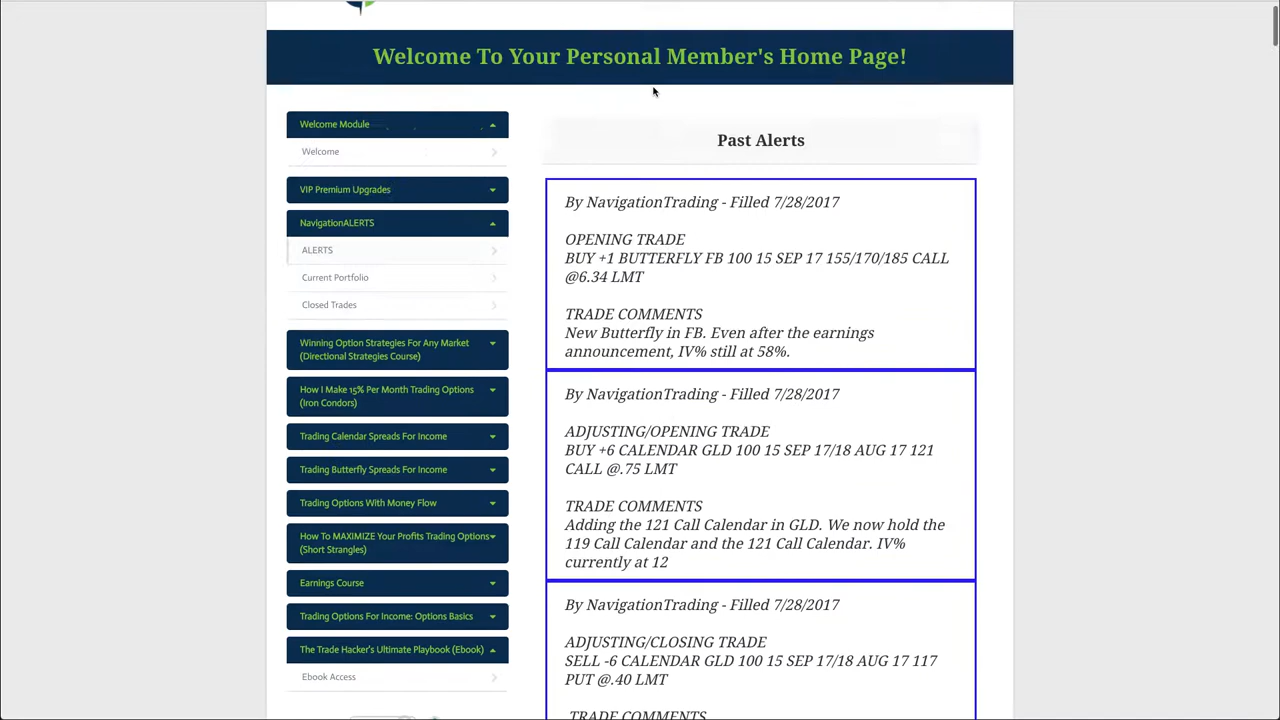 Welcome To Your Personal Member's Home Page!
Welcome Module
Welcome
VIP Premium Upgrades
NavigationALERTS
ALERTS
Current Portfolio
Closed Trades
Winning Option Strategies For Any Market
(Directional Strategies Course)
How I Make 15% Per Month Trading Options
(Iron Condors)
Trading Calendar Spreads For Income
Trading Butterfly Spreads For Income
Trading Options With Money Flow
How To MAXIMIZE Your Profits Trading Options
(Short Strangles)
Earnings Course
Trading Options For Income: Options Basics
The Trade Hacker's Ultimate Playbook (Ebook)
Ebook Access
Past Alerts
By NavigationTrading - Filled 7/28/2017
OPENING TRADE
BUY +1 BUTTERFLY FB 100 15 SEP 17 155/170/185 CALL
@6.34 LMT
TRADE COMMENTS
New Butterfly in FB. Even after the earnings
announcement, IV% still at 58%.
By NavigationTrading - Filled 7/28/2017
ADJUSTING/OPENING TRADE
BUY +6 CALENDAR GLD 100 15 SEP 17/18 AUG 17 121
CALL @.75 LMT
TRADE COMMENTS
Adding the 121 Call Calendar in GLD. We now hold the
119 Call Calendar and the 121 Call Calendar. IV%
currently at 12
By NavigationTrading - Filled 7/28/2017
ADJUSTING/CLOSING TRADE
SELL -6 CALENDAR GLD 100 15 SEP 17/18 AUG 17 117
PUT @.40 LMT
TRADE COMMENTS